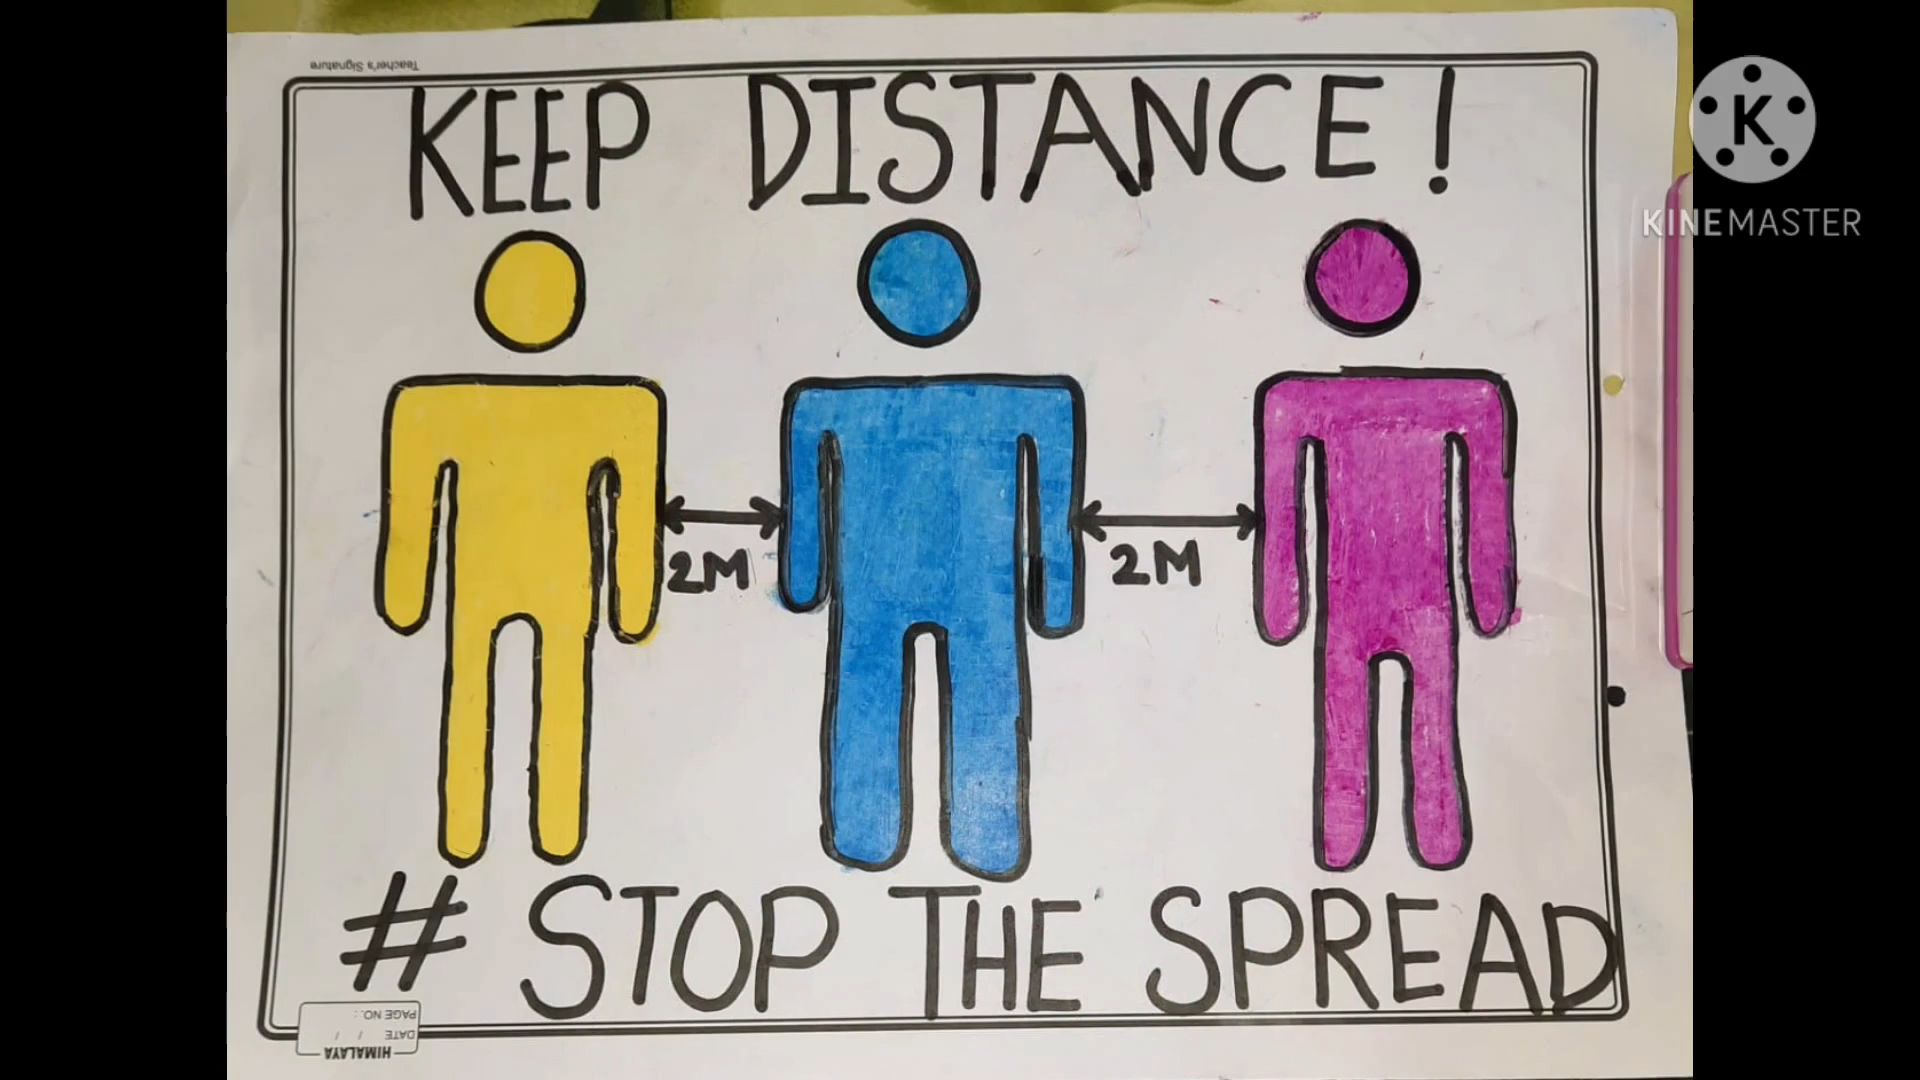 Teacher's Signature
KEEP DISTANCE!
KINEMASTER
2M
2M
# STOP THE SPREAD
PAGE NO.:
DATE / /
HIMALAYA